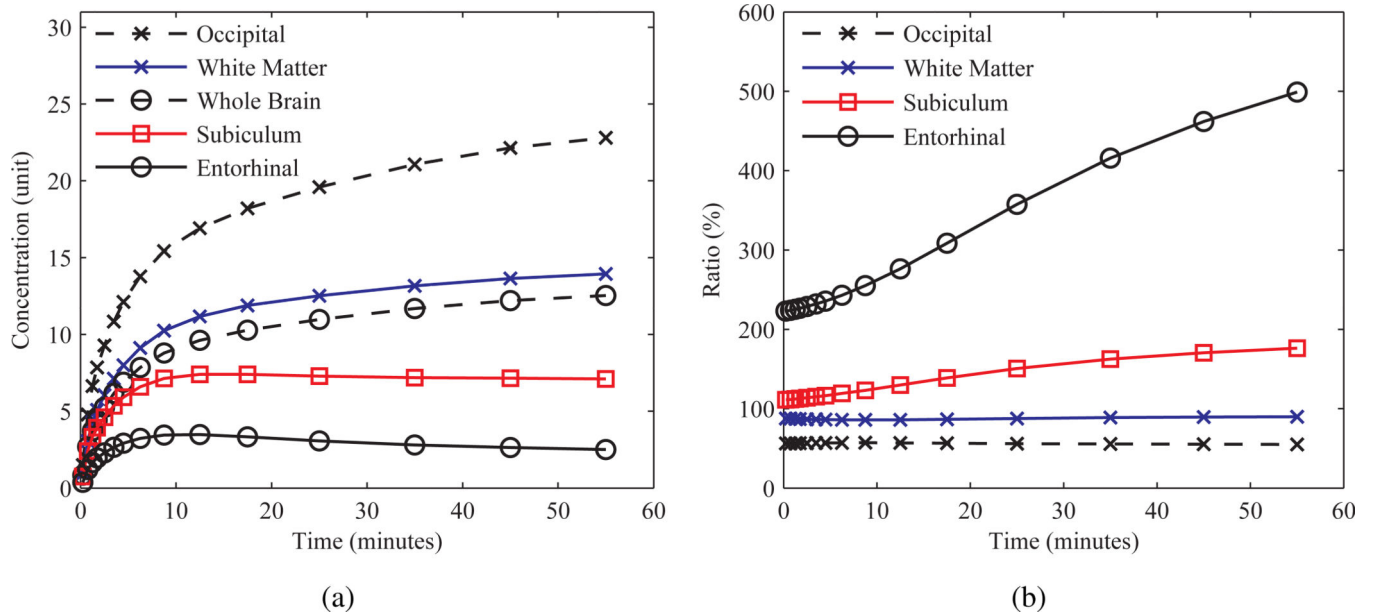 30
25
20
15
10
5
0
Concentration (unit)
Occipital
White Matter
Whole Brain
Subiculum
Entorhinal
0 10 20 30 40 50 60
Time (minutes)
(a)
600
500
400
300
200
100
0
Ratio (%)
Occipital
White Matter
Subiculum
Entorhinal
0 10 20 30 40 50 60
Time (minutes)
(b)